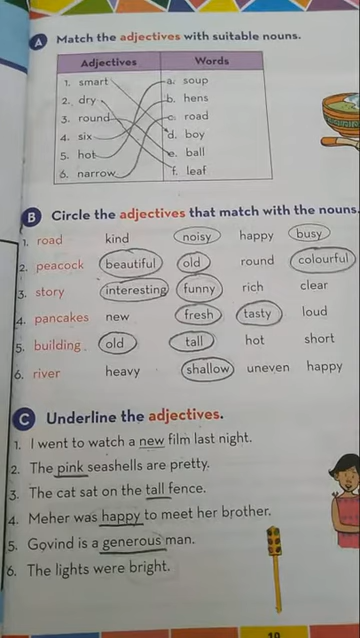 A Match the adjectives with suitable nouns.
Adjectives Words
1. smart a. soup
2. dry b. hens
3. round c. road
4. six d. boy
5. hot e. ball
6. narrow f. leaf
B Circle the adjectives that match with the nouns.
1. road kind noisy happy busy
2. peacock beautiful old round colourful
3. story interesting funny rich clear
4. pancakes new fresh tasty loud
5. building. old tall hot short
6. river heavy shallow uneven happy
C Underline the adjectives.
1. I went to watch a new film last night.
2. The pink seashells are pretty.
3. The cat sat on the tall fence.
4. Meher was happy to meet her brother.
5. Govind is a generous man.
6. The lights were bright.